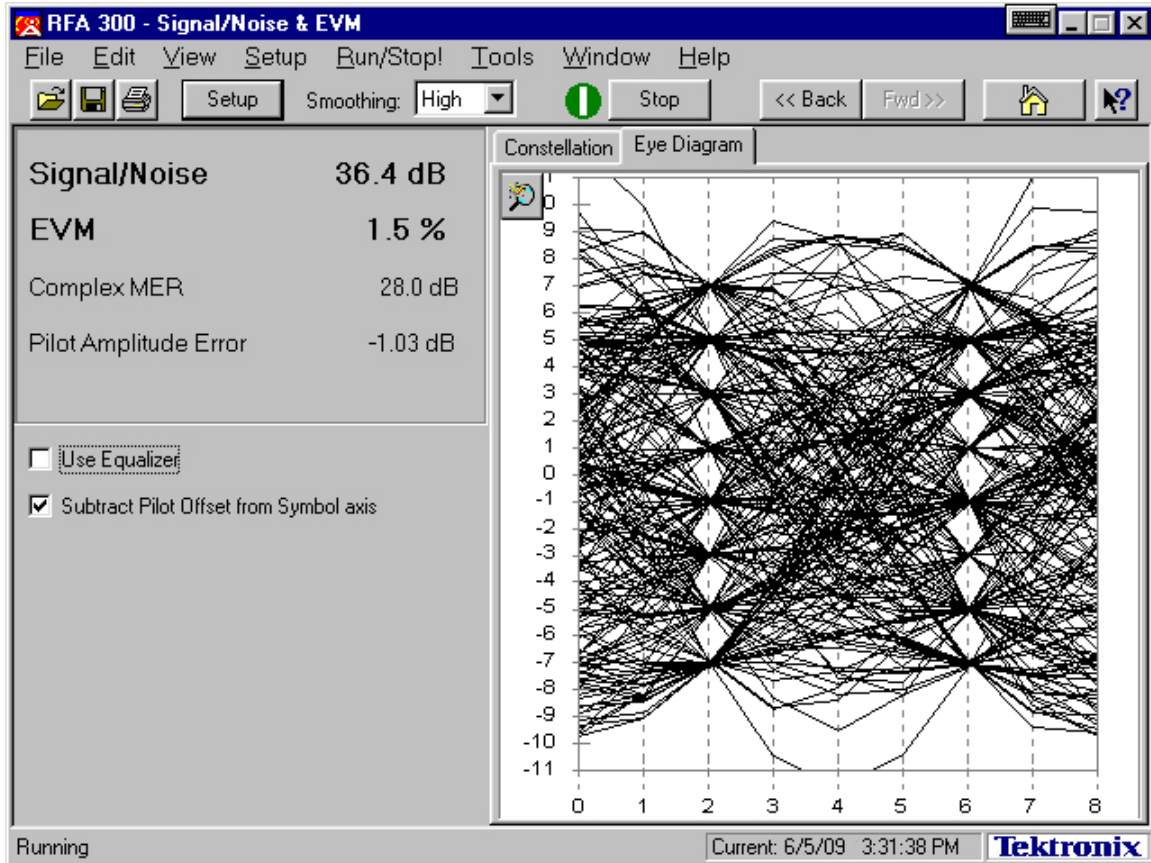 RFA 300 - Signal/Noise & EVM
File Edit View Setup Run/Stop! Tools Window Help
Setup Smoothing: High Stop << Back Fwd >>
Constellation Eye Diagram
Signal/Noise 36.4 dB
EVM 1.5 %
Complex MER 28.0 dB
Pilot Amplitude Error -1.03 dB
Use Equalizer
Subtract Pilot Offset from Symbol axis
9
8
7
6
5
4
3
2
1
0
-1
-2
-3
-4
-5
-6
-7
-8
-9
-10
-11
0 1 2 3 4 5 6 7 8
Running Current: 6/5/09 3:31:38 PM Tektronix